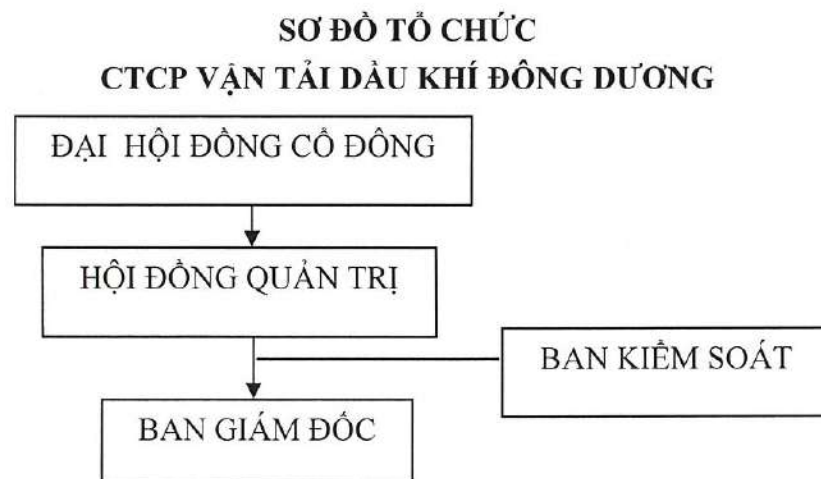 SƠ ĐỒ TỔ CHỨC
CTCP VẬN TẢI DẦU KHÍ ĐÔNG DƯƠNG
ĐẠI HỘI ĐỒNG CỔ ĐÔNG
HỘI ĐỒNG QUẢN TRỊ
BAN KIỂM SOÁT
BAN GIÁM ĐỐC